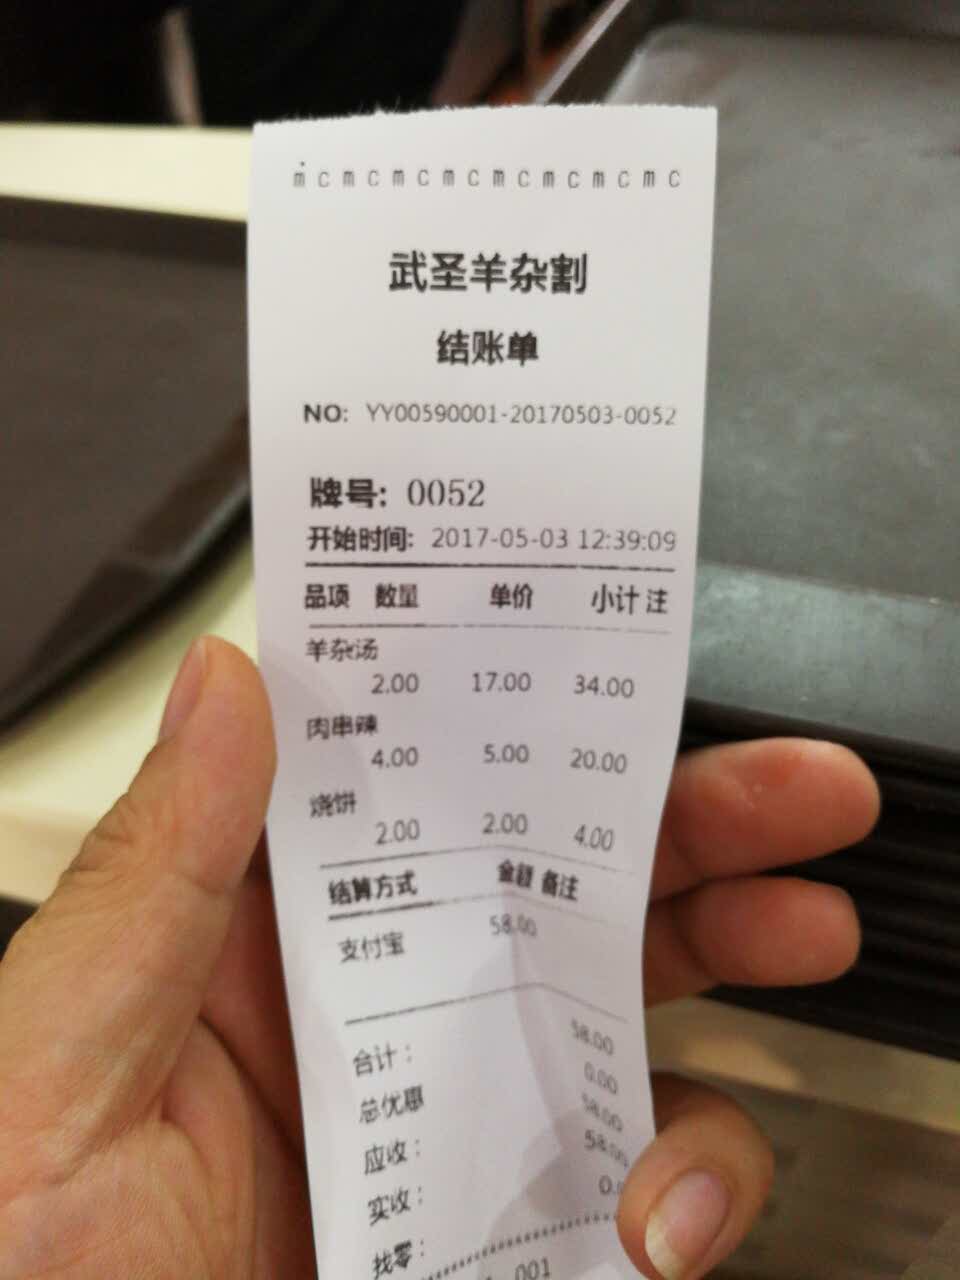 mcmcmcmcmcmcmcmc
武圣羊杂割
结账单
NO: YY00590001-20170503-0052
牌号: 0052
开始时间: 2017-05-03 12:39:09
品项 数量 单价 小计 注
羊杂汤
2.00 17.00 34.00
肉串辣
4.00 5.00 20.00
烧饼
2.00 2.00 4.00
结算方式 金额 备注
支付宝 58.00
合计： 58.00
总优惠 0.00
应收： 58.00
实收： 58.00
找零：
001